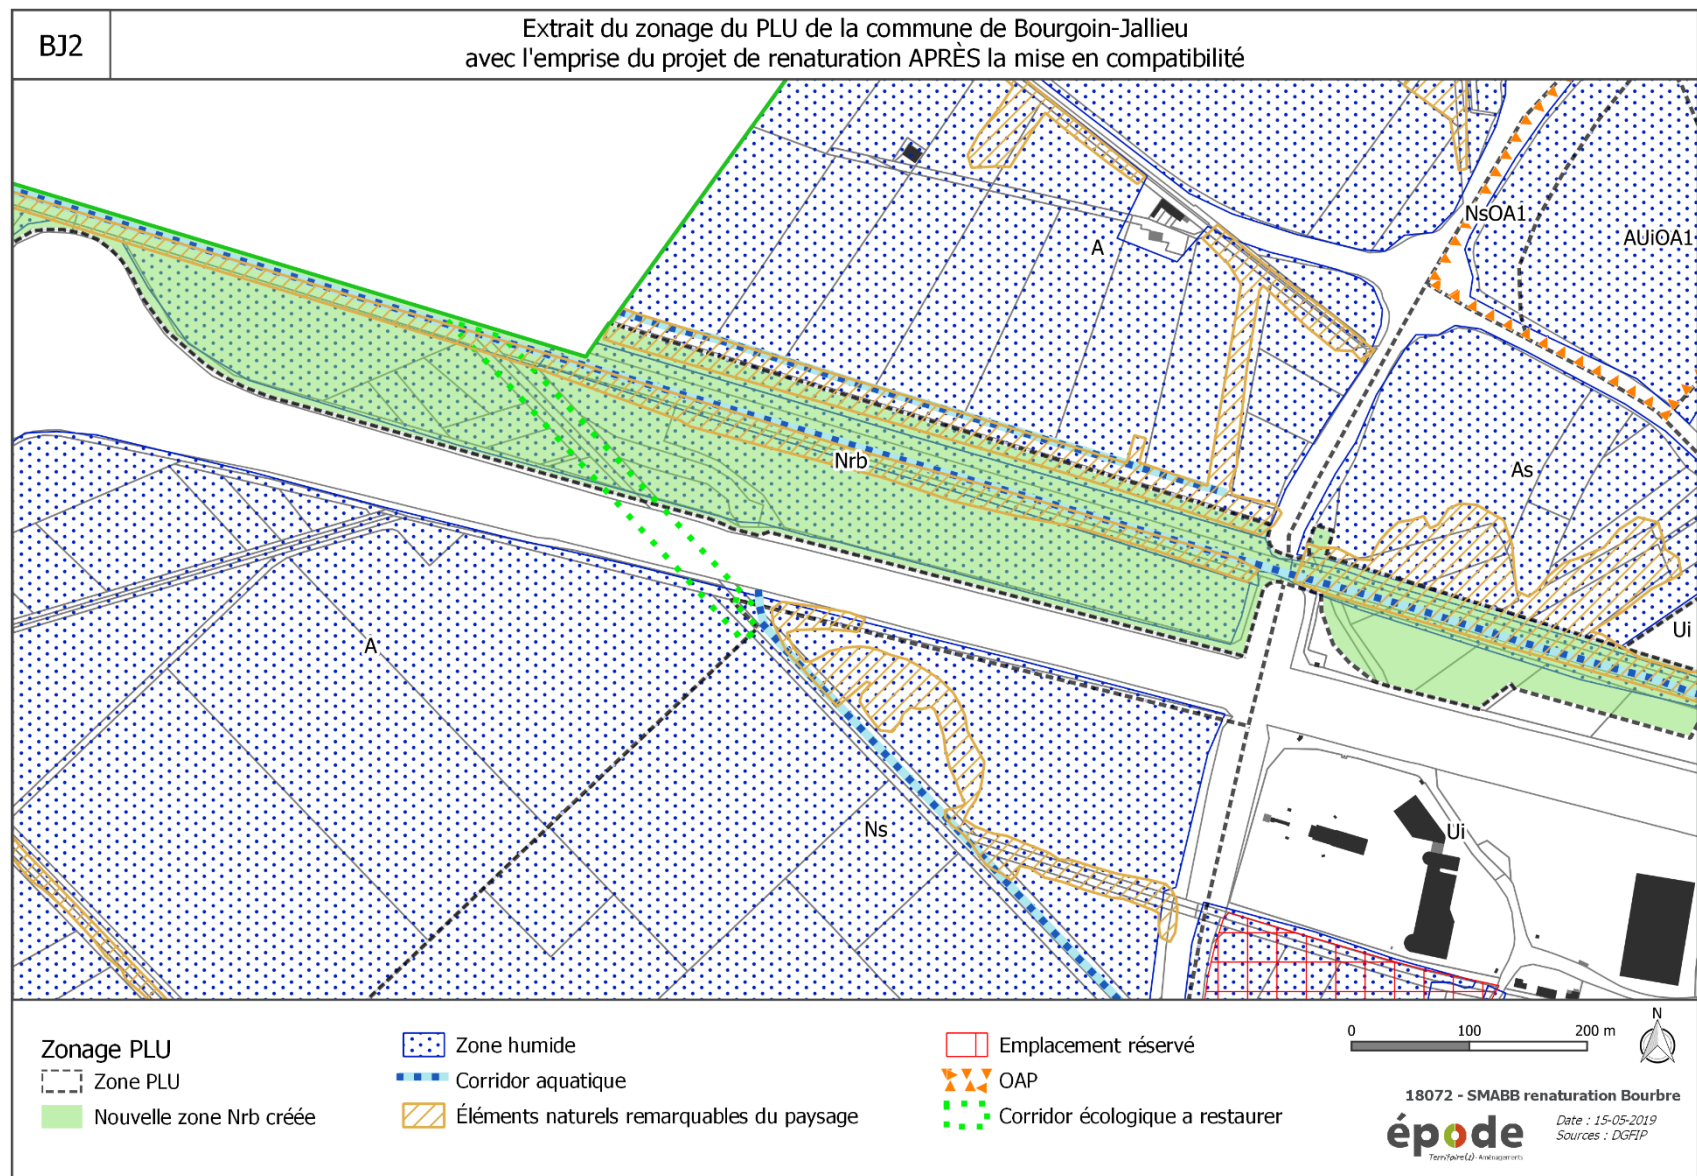 BJ2
Extrait du zonage du PLU de la commune de Bourgoin-Jallieu
avec l'emprise du projet de renaturation APRÈS la mise en compatibilité
NsOA1
AUiOA1
A
Nrb
As
Ui
A
Ns
Ui
Zonage PLU
Zone PLU
Nouvelle zone Nrb créée
Zone humide
Corridor aquatique
Éléments naturels remarquables du paysage
Emplacement réservé
OAP
Corridor écologique a restaurer
0 100 200 m
N
18072 - SMABB renaturation Bourbre
épode
Territoire(s) - Aménagements
Date : 15-05-2019
Sources : DGFIP